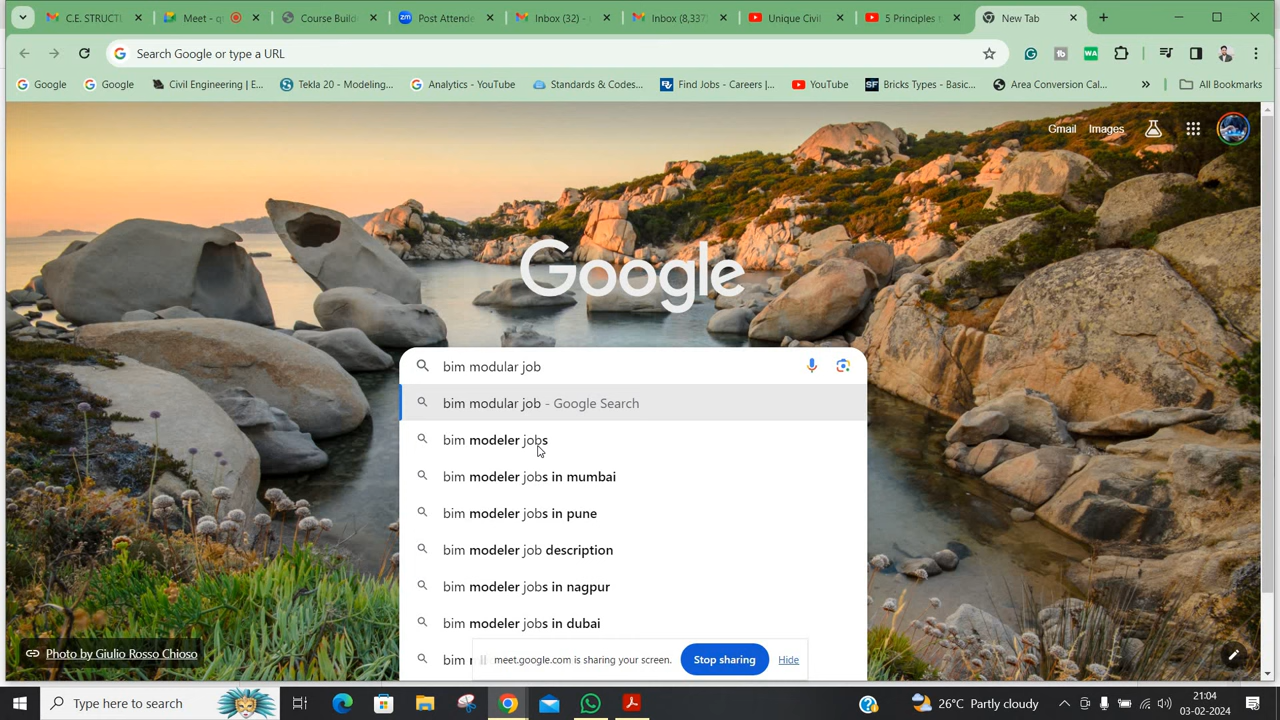 C.E. STRUCTU
Meet - q
Course Build
zm
Post Attende
Inbox (32) -
Inbox (8,337)
Unique Civil
5 Principles
New Tab
Search Google or type a URL
WA
Google
Google
Civil Engineering | E...
Tekla 20 - Modeling...
Analytics - YouTube
Standards & Codes...
Find Jobs - Careers |...
YouTube
SF
Bricks Types - Basic...
Area Conversion Cal...
All Bookmarks
Gmail
Images
Google
bim modular job
bim modular job - Google Search
bim modeler jobs
bim modeler jobs in mumbai
bim modeler jobs in pune
bim modeler job description
bim modeler jobs in nagpur
bim modeler jobs in dubai
bim
meet.google.com is sharing your screen.
Stop sharing
Hide
Photo by Giulio Rosso Chioso
Type here to search
26°C Partly cloudy
21:04
03-02-2024